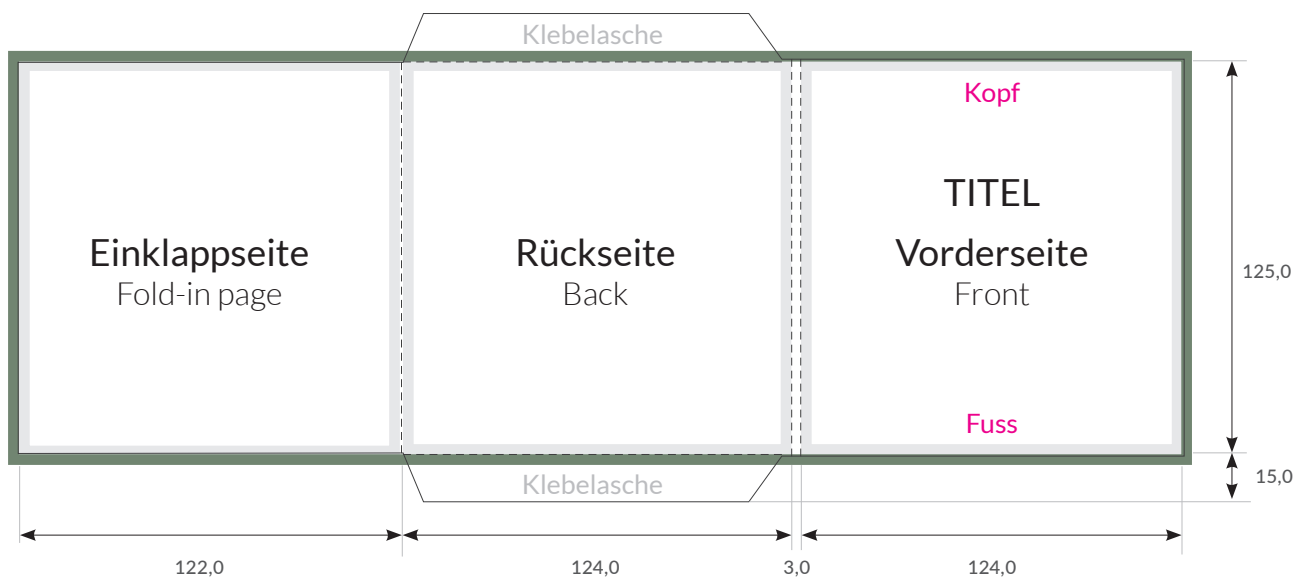 Klebelasche
Kopf
TITEL
Einklappseite
Fold-in page
Rückseite
Back
Vorderseite
Front
125,0
Fuss
Klebelasche
15,0
122,0
124,0
3,0
124,0